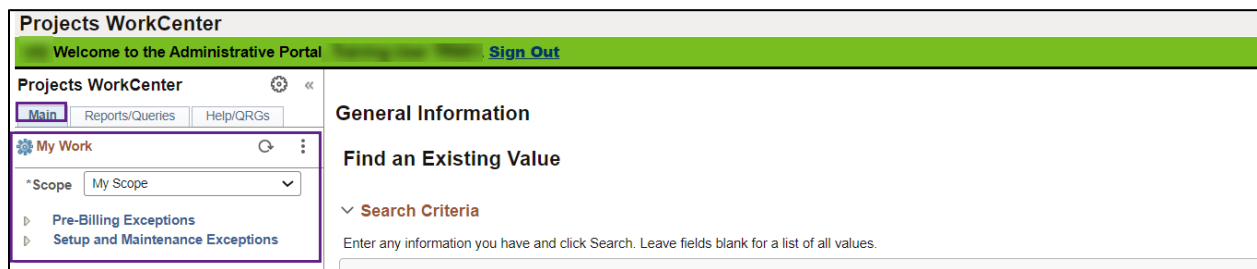 Projects WorkCenter
Welcome to the Administrative Portal Sign Out
Projects WorkCenter «
Main Reports/Queries Help/QRGs
My Work
*Scope My Scope
Pre-Billing Exceptions
Setup and Maintenance Exceptions
General Information
Find an Existing Value
Search Criteria
Enter any information you have and click Search. Leave fields blank for a list of all values.